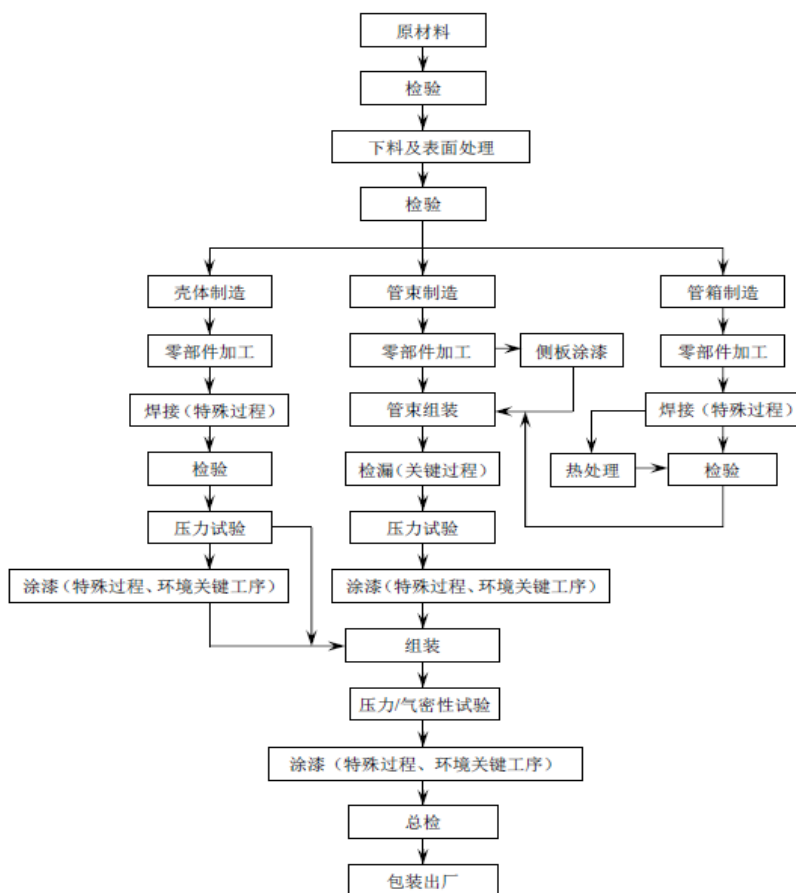 原材料
检验
下料及表面处理
检验
壳体制造
管束制造
管箱制造
零部件加工
零部件加工
侧板涂漆
零部件加工
焊接(特殊过程)
管束组装
焊接(特殊过程)
检验
检漏(关键过程)
热处理
检验
压力试验
压力试验
涂漆(特殊过程、环境关键工序)
涂漆(特殊过程、环境关键工序)
组装
压力/气密性试验
涂漆(特殊过程、环境关键工序)
总检
包装出厂